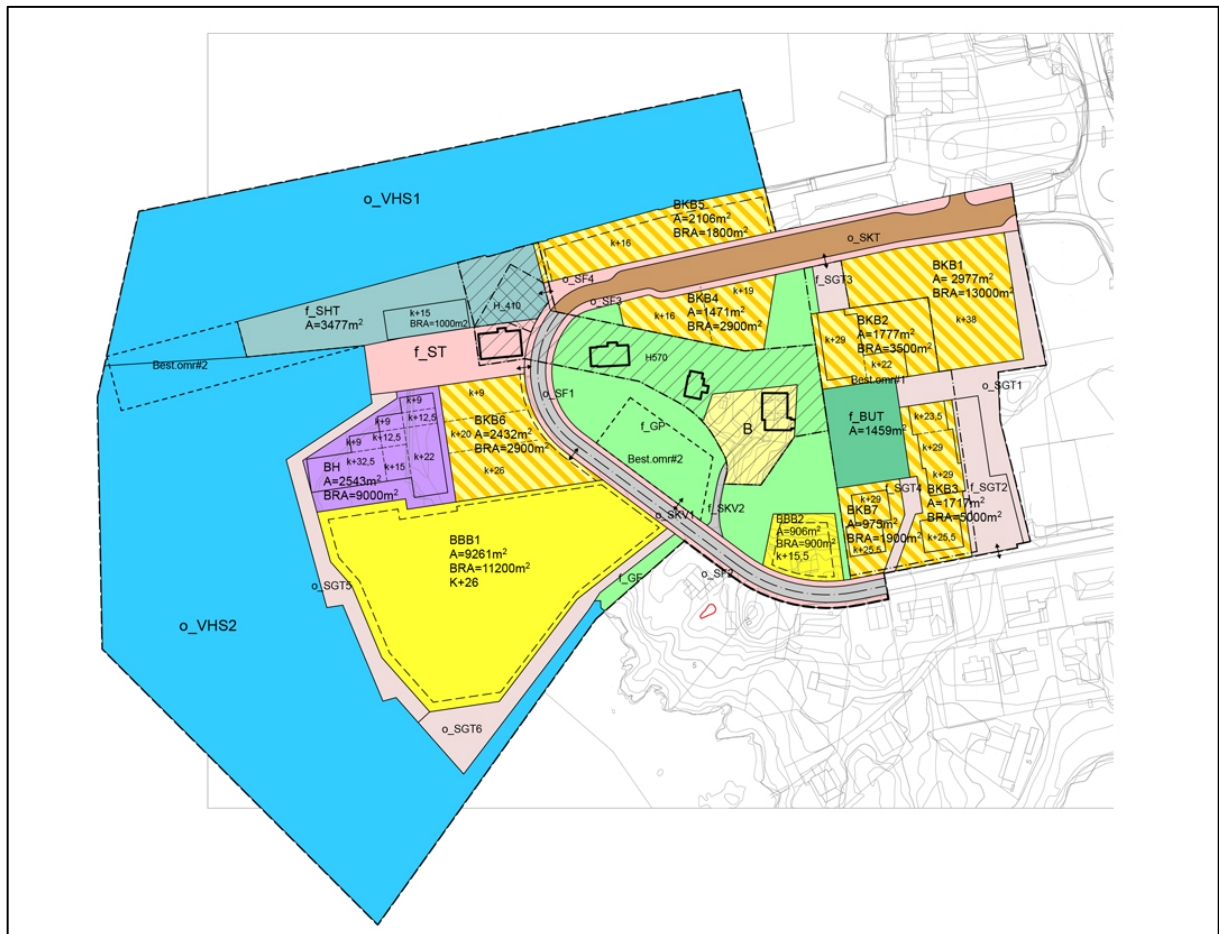 o_VHS1
BKB5
A=2106m²
BRA=1800m²
k+16
o_SKT
o_SF4
f_SGT3
BKB1
A= 2977m²
BRA=13000m²
k+38
H_410
o_SF3
BKB4
A=1471m²
BRA=2900m²
k+19
k+16
f_SHT
A=3477m²
k+15
BRA=1000m²
BKB2
A=1777m²
BRA=3500m²
k+29
k+22
Best.omr#1
f_ST
Best.omr#2
H570
o_SGT1
o_SF1
k+9
BKB6
A=2432m²
BRA=2900m²
k+20
k+26
k+9
k+12,5
k+9
k+12,5
k+32,5
k+15
k+22
BH
A=2543m²
BRA=9000m²
f_GP
Best.omr#2
B
f_BUT
A=1459m²
k+23,5
k+29
k+29
BKB3
A=1717m²
BRA=5000m²
k+25,5
f_SGT4
f_SGT2
k+29
BKB7
A=975m²
BRA=1900m²
k+25,5
BBB2
A=906m²
BRA=900m²
k+15,5
f_SKV2
o_SKV1
o_SF2
BBB1
A=9261m²
BRA=11200m²
K+26
o_SGT5
o_VHS2
o_SGT6